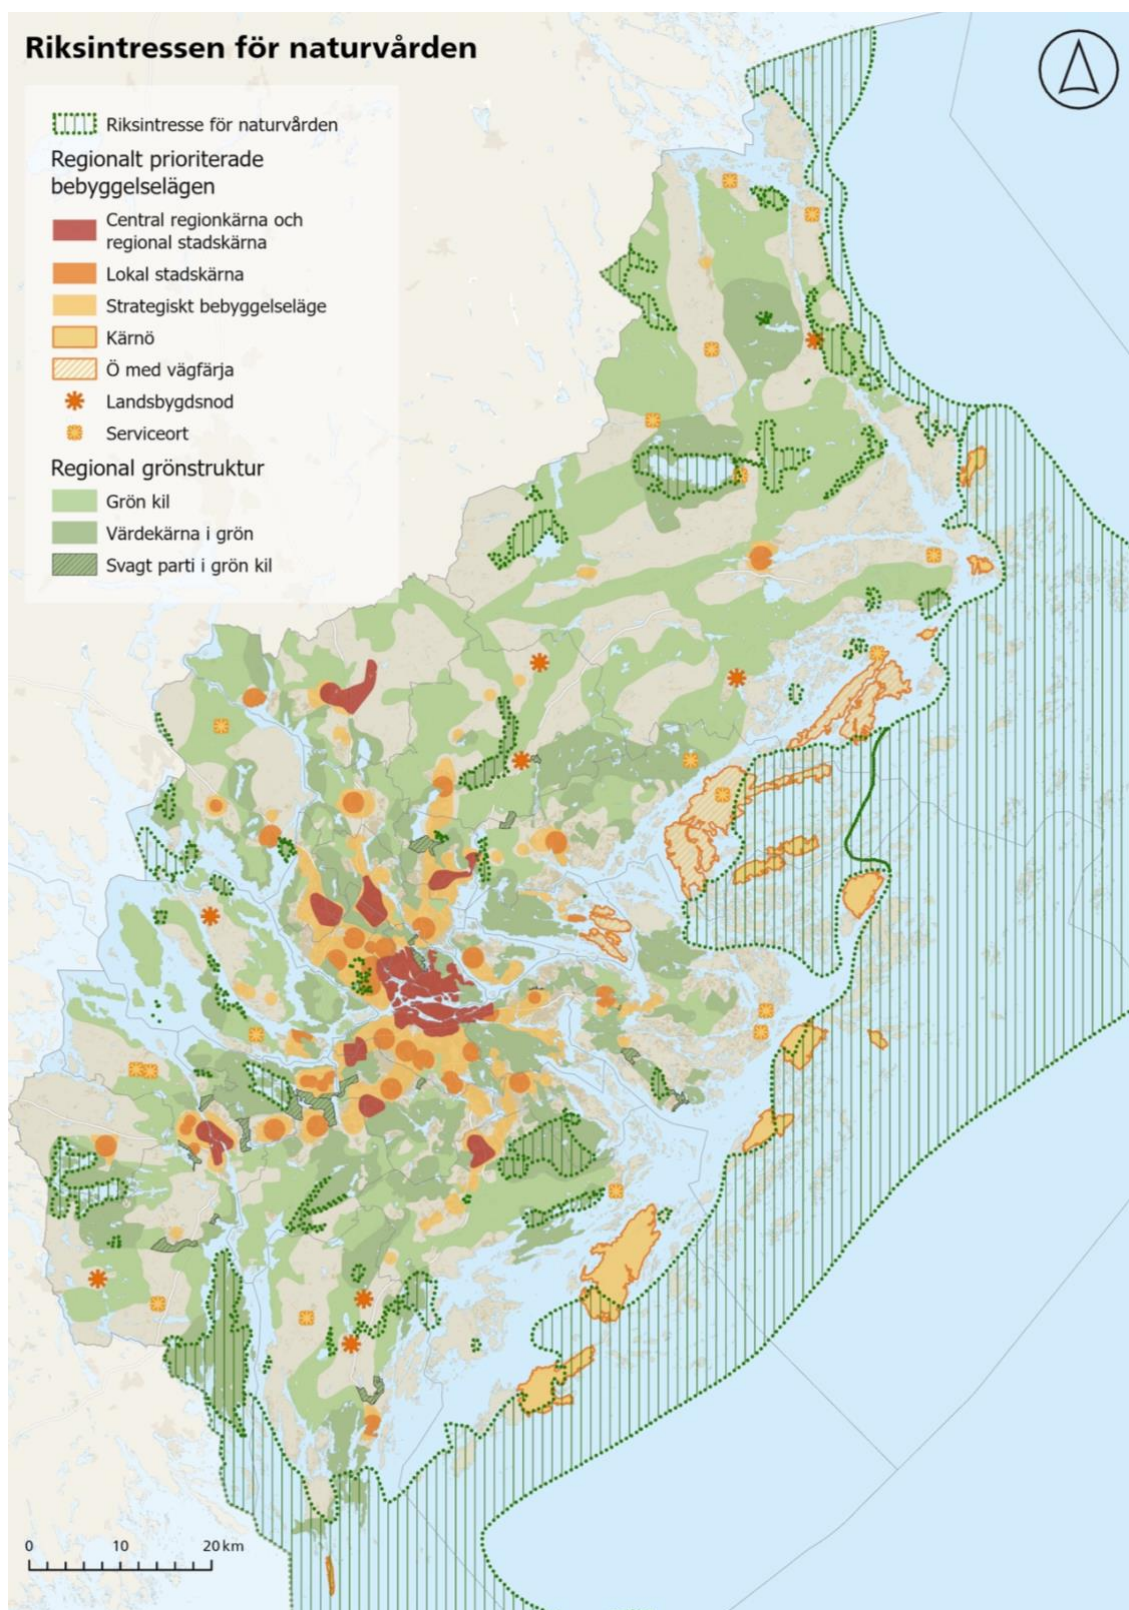 Riksintressen för naturvården
Riksintresse för naturvården
Regionalt prioriterade
bebyggelselägen
Central regionkärna och
regional stadskärna
Lokal stadskärna
Strategiskt bebyggelseläge
Kärnö
Ö med vägfärja
Landsbygdsnod
Serviceort
Regional grönstruktur
Grön kil
Värdekärna i grön
Svagt parti i grön kil
0 10 20 km